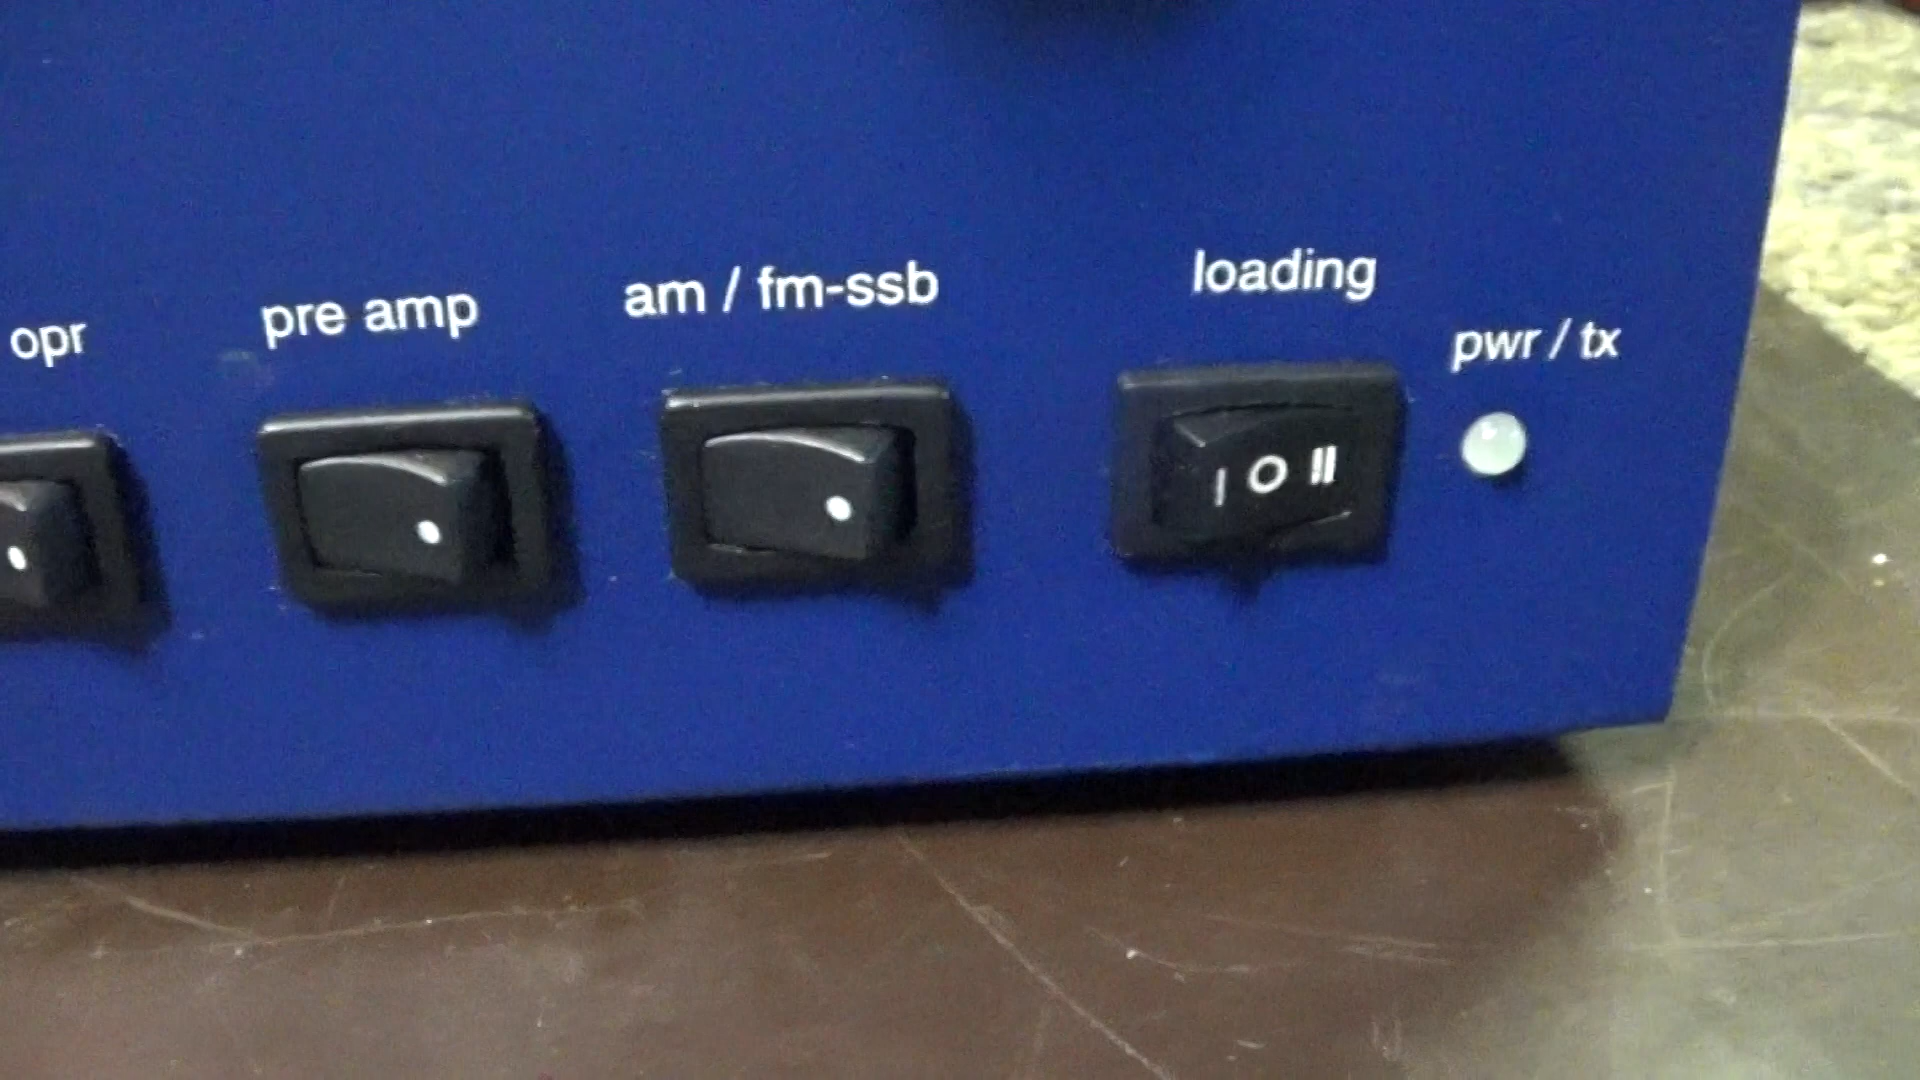 opr
pre amp
am / fm-ssb
loading
pwr / tx
I O II